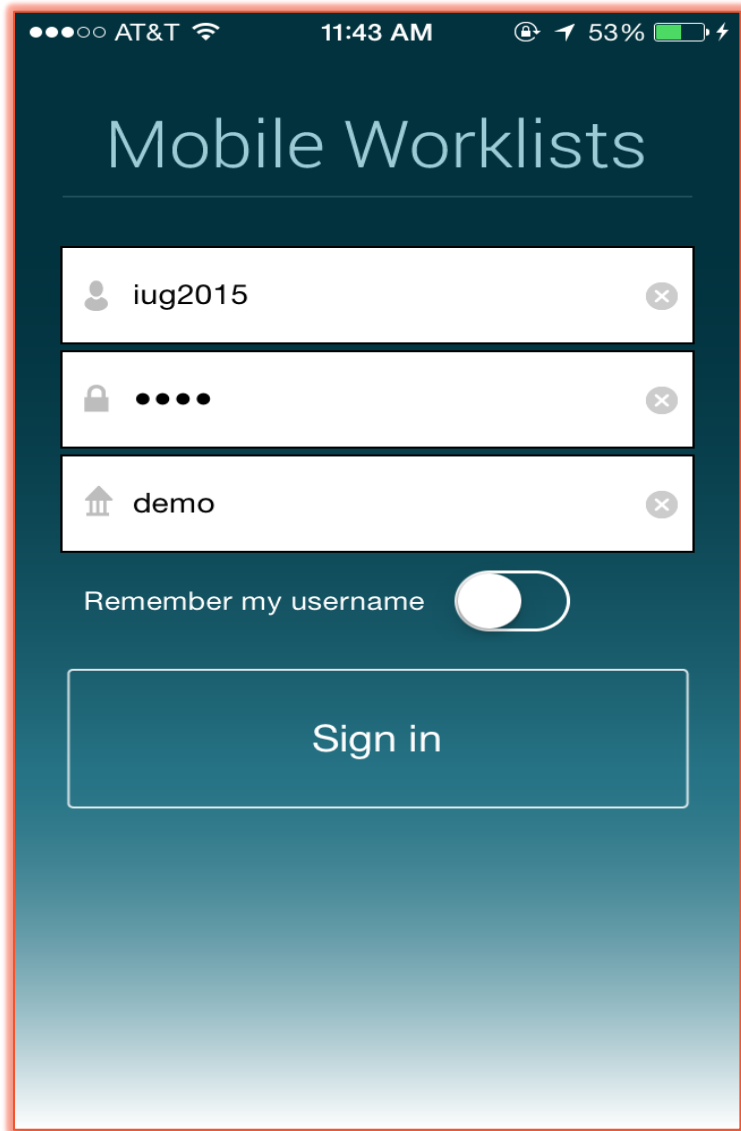 ●●●○○ AT&T 11:43 AM 53%
Mobile Worklists
iug2015
••••
demo
Remember my username
Sign in